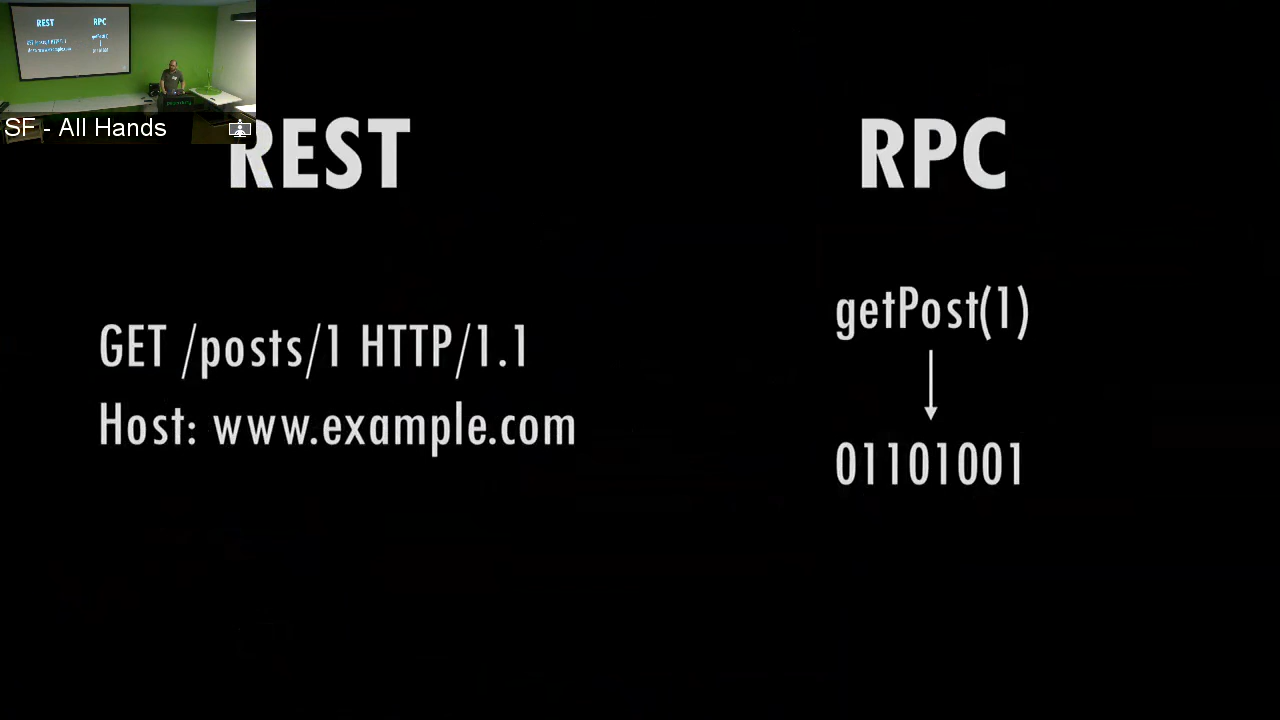 SF - All Hands
REST
RPC
GET /posts/1 HTTP/1.1
Host: www.example.com
getPost(1)
01101001